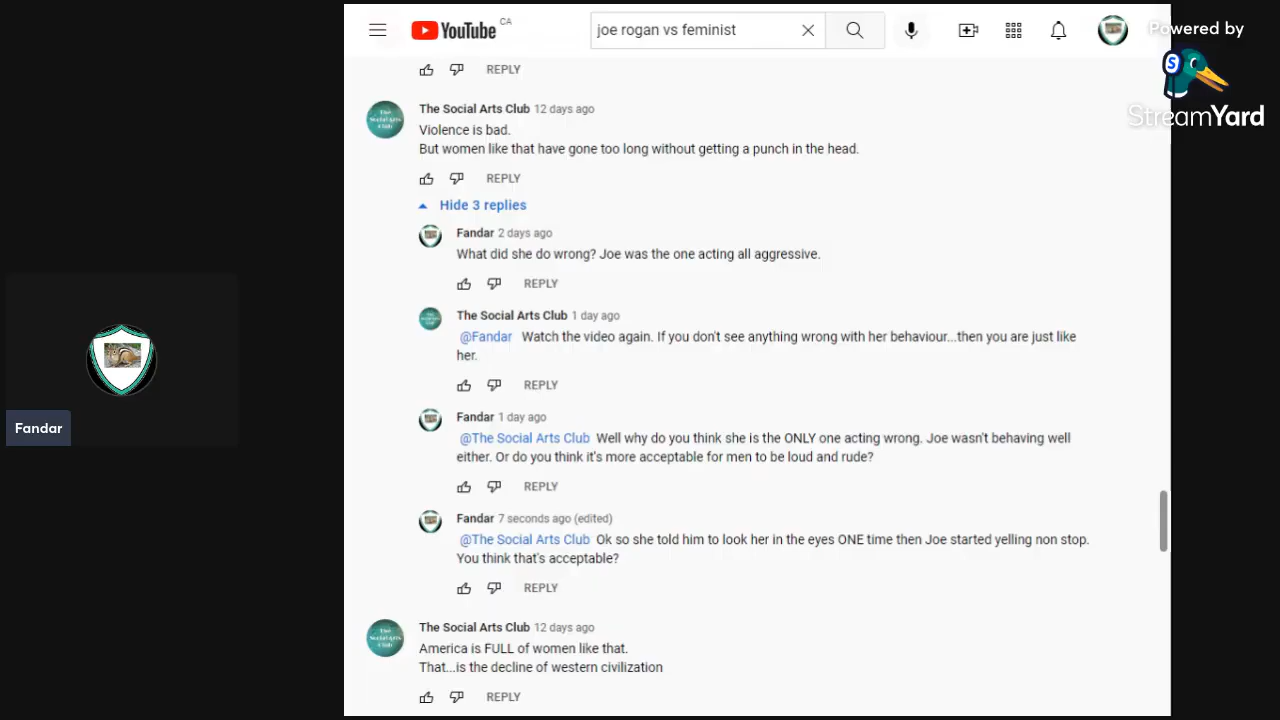 YouTube CA
joe rogan vs feminist
Powered by
StreamYard
REPLY
The Social Arts Club 12 days ago
Violence is bad.
But women like that have gone too long without getting a punch in the head.
REPLY
Hide 3 replies
Fandar 2 days ago
What did she do wrong? Joe was the one acting all aggressive.
REPLY
The Social Arts Club 1 day ago
@Fandar Watch the video again. If you don't see anything wrong with her behaviour...then you are just like
her.
REPLY
Fandar 1 day ago
@The Social Arts Club Well why do you think she is the ONLY one acting wrong. Joe wasn't behaving well
either. Or do you think it's more acceptable for men to be loud and rude?
REPLY
Fandar 7 seconds ago (edited)
@The Social Arts Club Ok so she told him to look her in the eyes ONE time then Joe started yelling non stop.
You think that's acceptable?
REPLY
The Social Arts Club 12 days ago
America is FULL of women like that.
That...is the decline of western civilization
REPLY
Fandar